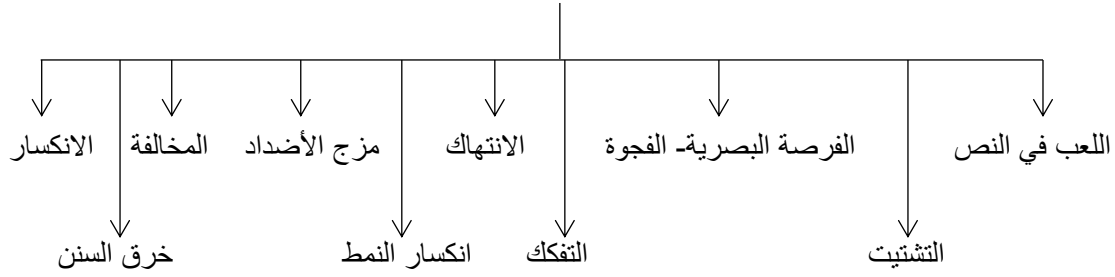 اللعب في النص
الفرصة البصرية- الفجوة
الانتهاك
مزج الأضداد
المخالفة
الانكسار
التشتيت
التفكك
انكسار النمط
خرق السنن